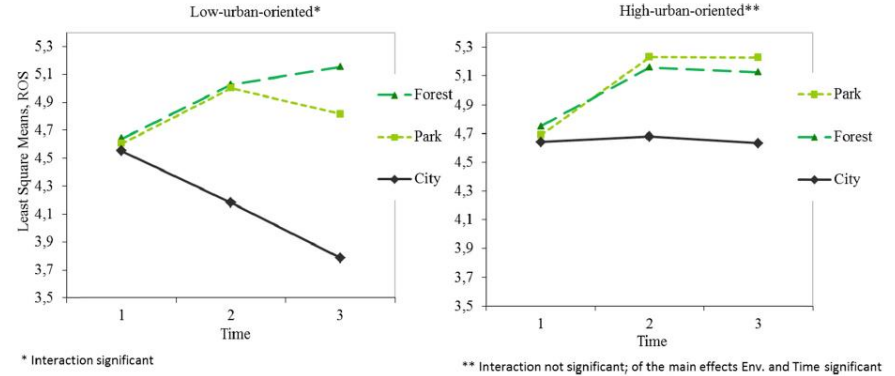 Low-urban-oriented*
5,3
5,1
4,9
4,7
4,5
4,3
4,1
3,9
3,7
3,5
Least Square Means, ROS
1 2 3
Time
Forest
Park
City
* Interaction significant
High-urban-oriented**
5,3
5,1
4,9
4,7
4,5
4,3
4,1
3,9
3,7
3,5
1 2 3
Time
Park
Forest
City
** Interaction not significant; of the main effects Env. and Time significant